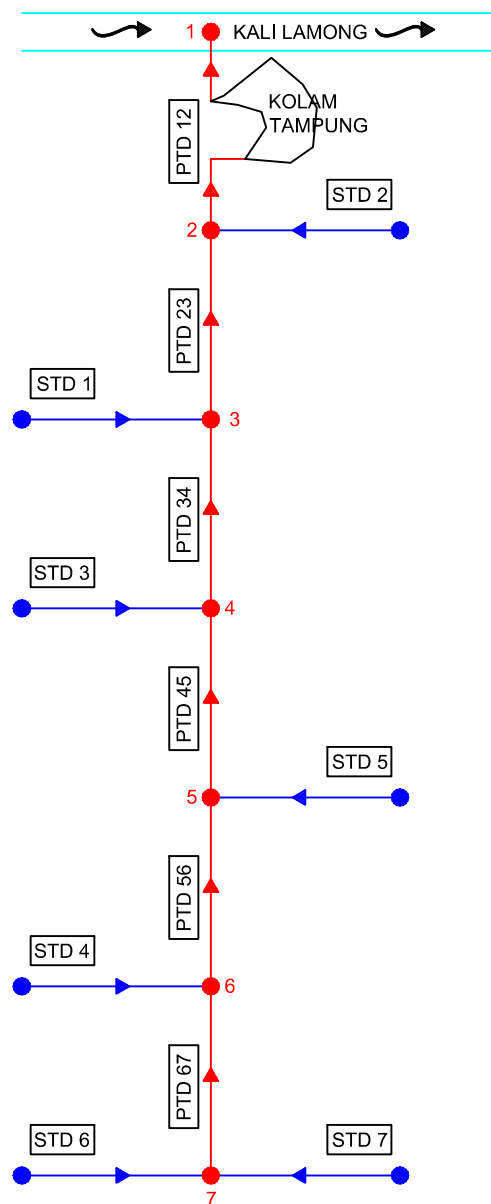 1
KALI LAMONG
KOLAM
TAMPUNG
PTD 12
STD 2
2
PTD 23
STD 1
3
PTD 34
STD 3
4
PTD 45
STD 5
5
PTD 56
STD 4
6
PTD 67
STD 6
STD 7
7